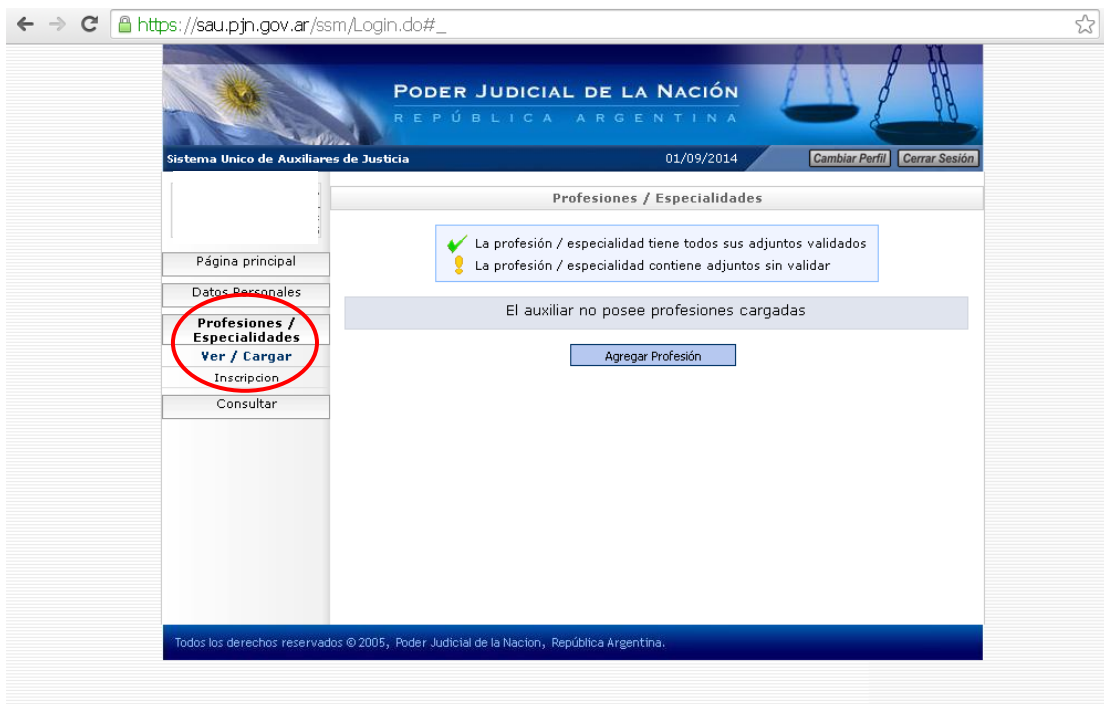 https://sau.pjn.gov.ar/ssm/Login.do#_
PODER JUDICIAL DE LA NACIÓN
REPÚBLICA ARGENTINA
Sistema Unico de Auxiliares de Justicia
01/09/2014
Cambiar Perfil
Cerrar Sesión
Profesiones / Especialidades
La profesión / especialidad tiene todos sus adjuntos validados
La profesión / especialidad contiene adjuntos sin validar
Página principal
Datos Personales
Profesiones /
Especialidades
Ver / Cargar
Inscripcion
Consultar
El auxiliar no posee profesiones cargadas
Agregar Profesión
Todos los derechos reservados © 2005, Poder Judicial de la Nacion, República Argentina.